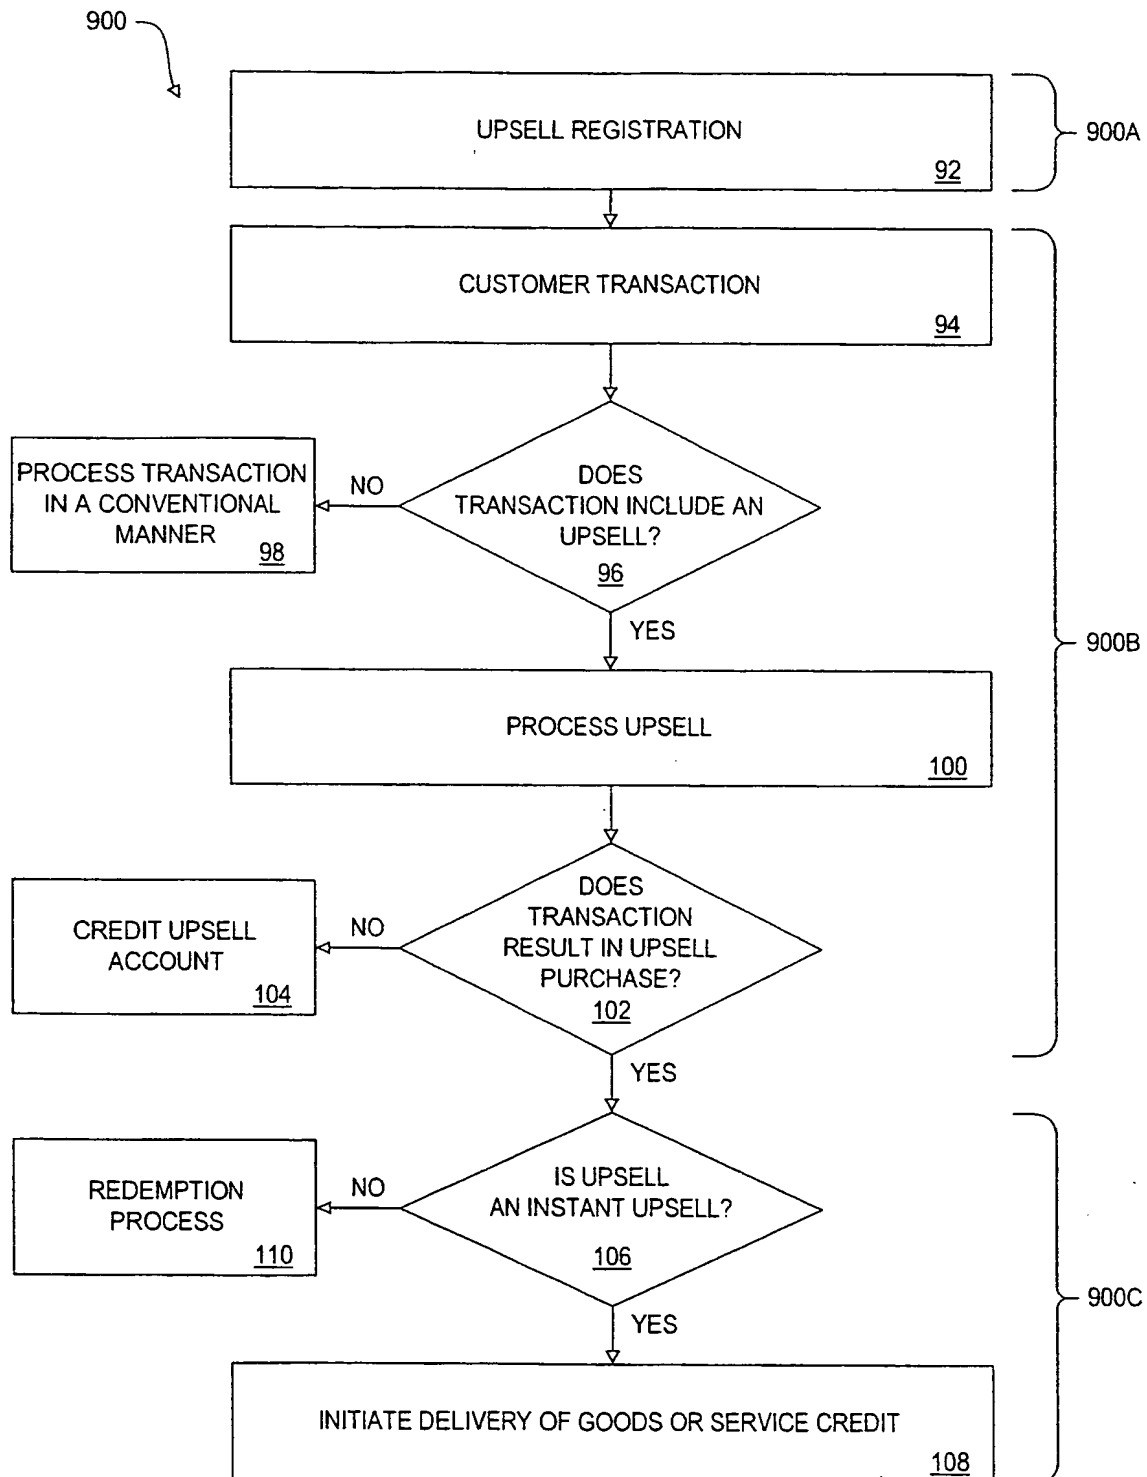 900
UPSELL REGISTRATION
92
900A
CUSTOMER TRANSACTION
94
DOES
TRANSACTION INCLUDE AN
UPSELL?
96
NO
PROCESS TRANSACTION
IN A CONVENTIONAL
MANNER
98
YES
900B
PROCESS UPSELL
100
DOES
TRANSACTION
RESULT IN UPSELL
PURCHASE?
102
NO
CREDIT UPSELL
ACCOUNT
104
YES
IS UPSELL
AN INSTANT UPSELL?
106
NO
REDEMPTION
PROCESS
110
YES
900C
INITIATE DELIVERY OF GOODS OR SERVICE CREDIT
108